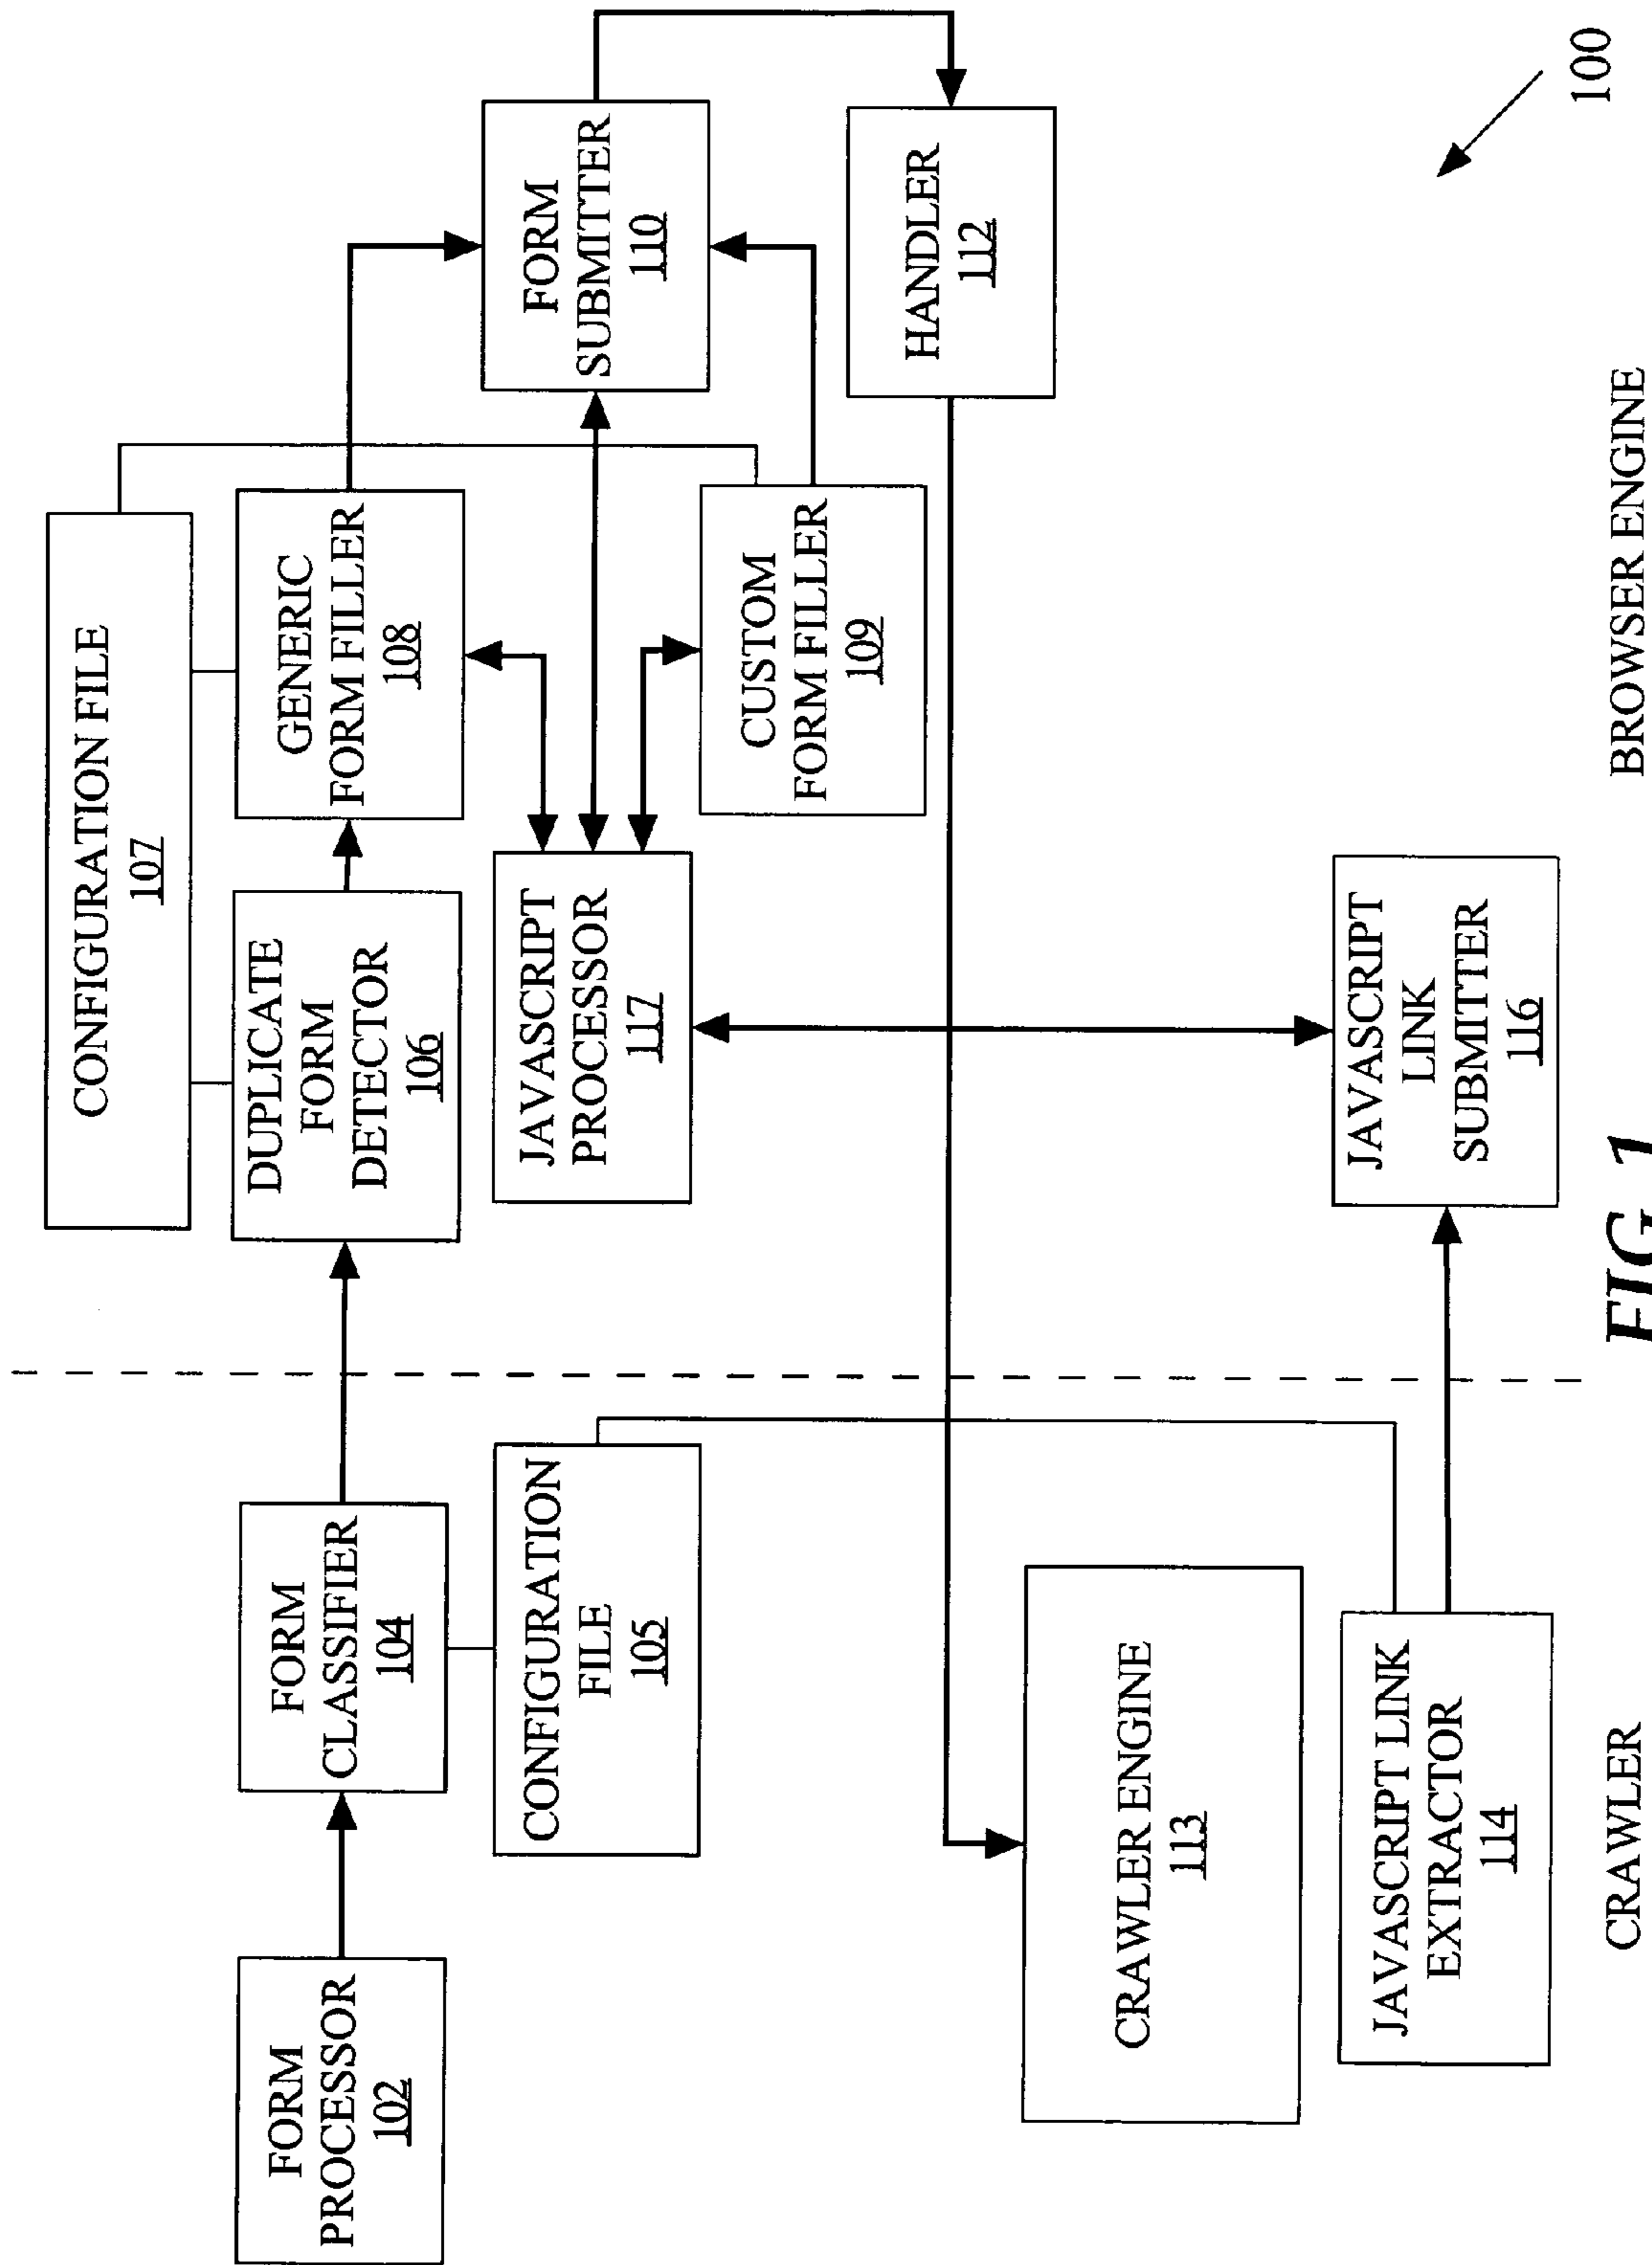 CONFIGURATION FILE
107
FORM
PROCESSOR
102
FORM
CLASSIFIER
104
DUPLICATE
FORM
DETECTOR
106
GENERIC
FORM FILLER
108
CONFIGURATION
FILE
105
JAVASCRIPT
PROCESSOR
117
FORM
SUBMITTER
110
CUSTOM
FORM FILLER
109
HANDLER
112
CRAWLER ENGINE
113
JAVASCRIPT LINK
EXTRACTOR
114
JAVASCRIPT
LINK
SUBMITTER
116
100
CRAWLER
BROWSER ENGINE
FIG 1